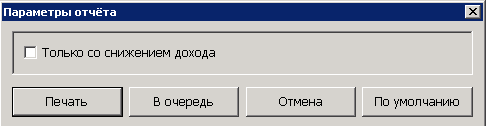 Параметры отчёта
Только со снижением дохода
Печать В очередь Отмена По умолчанию